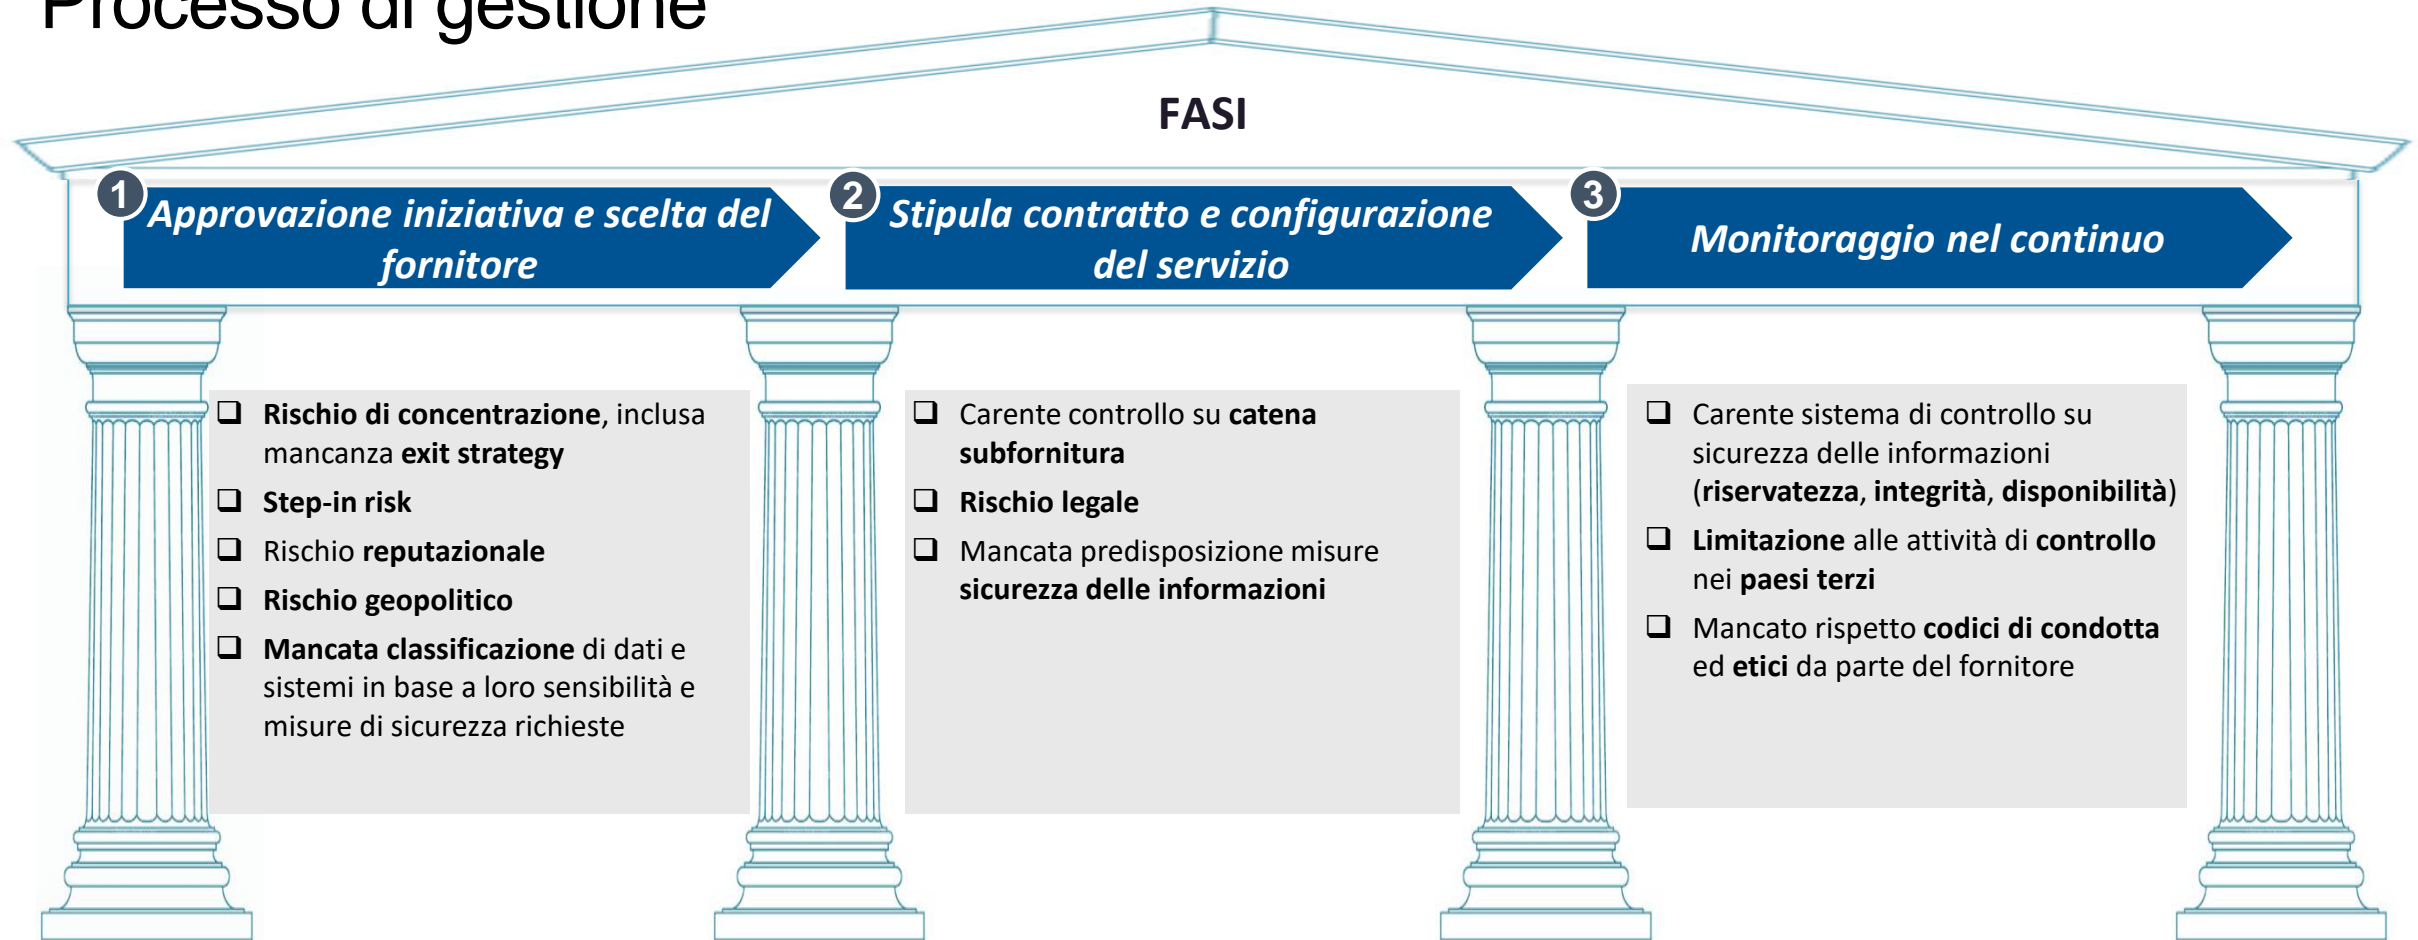 Processo di gestione
FASI
1
Approvazione iniziativa e scelta del
fornitore
2
Stipula contratto e configurazione
del servizio
3
Monitoraggio nel continuo
❑ Rischio di concentrazione, inclusa
mancanza exit strategy
❑ Step-in risk
❑ Rischio reputazionale
❑ Rischio geopolitico
❑ Mancata classificazione di dati e
sistemi in base a loro sensibilità e
misure di sicurezza richieste
❑ Carente controllo su catena
subfornitura
❑ Rischio legale
❑ Mancata predisposizione misure
sicurezza delle informazioni
❑ Carente sistema di controllo su
sicurezza delle informazioni
(riservatezza, integrità, disponibilità)
❑ Limitazione alle attività di controllo
nei paesi terzi
❑ Mancato rispetto codici di condotta
ed etici da parte del fornitore